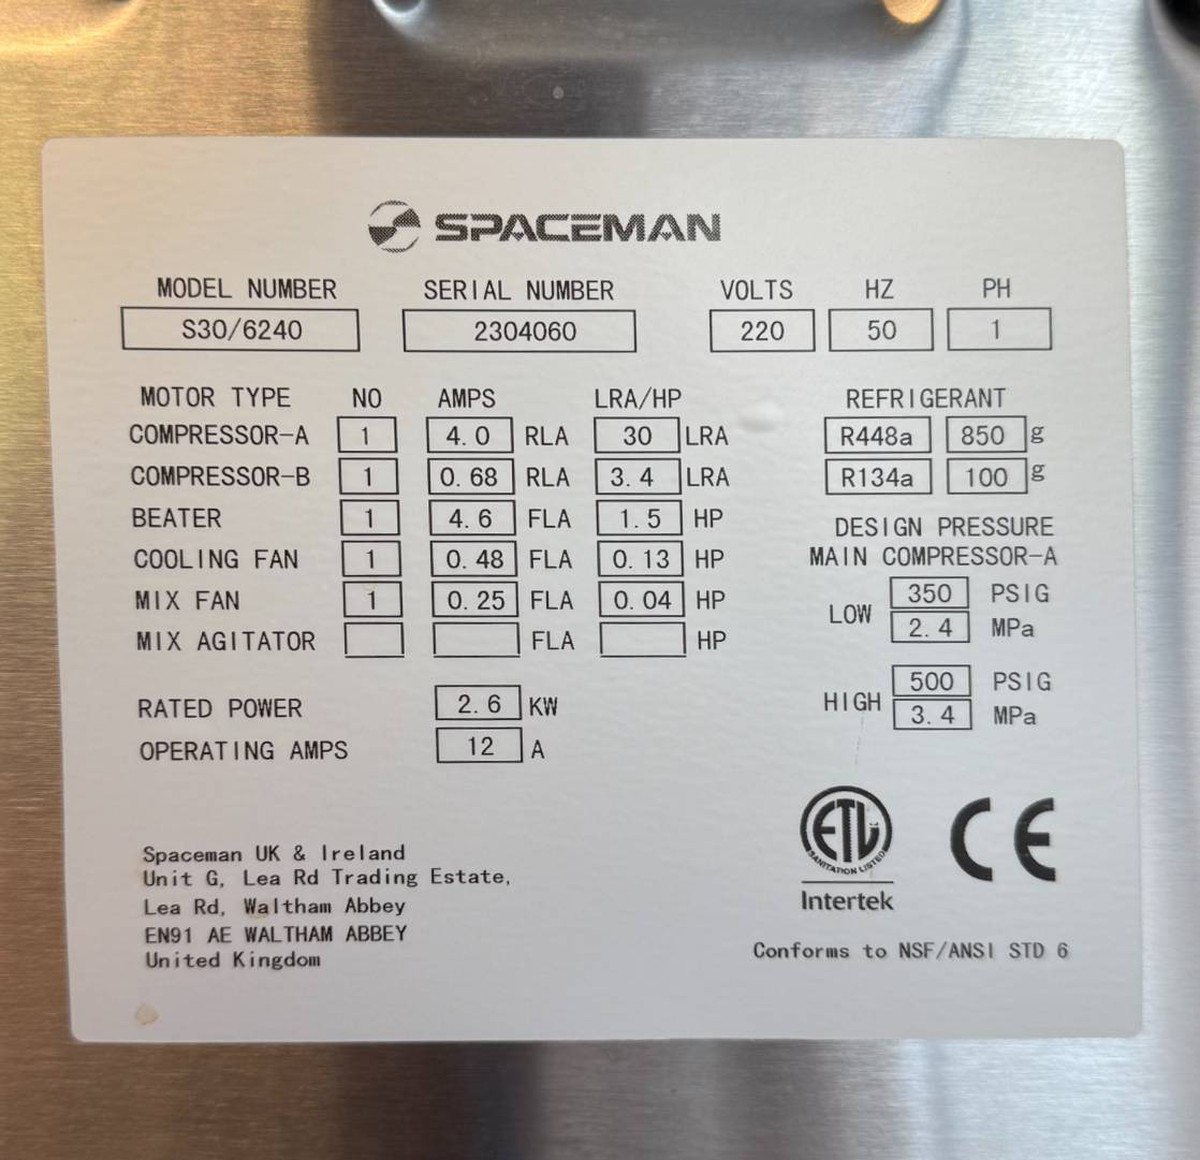 SPACEMAN
MODEL NUMBER SERIAL NUMBER VOLTS HZ PH
S30/6240 2304060 220 50 1
MOTOR TYPE NO AMPS LRA/HP REFRIGERANT
COMPRESSOR-A 1 4.0 RLA 30 LRA R448a 850 g
COMPRESSOR-B 1 0.68 RLA 3.4 LRA R134a 100 g
BEATER 1 4.6 FLA 1.5 HP
DESIGN PRESSURE
COOLING FAN 1 0.48 FLA 0.13 HP MAIN COMPRESSOR-A
MIX FAN 1 0.25 FLA 0.04 HP
LOW 350 PSIG
2.4 MPa
MIX AGITATOR FLA HP
HIGH 500 PSIG
3.4 MPa
RATED POWER 2.6 KW
OPERATING AMPS 12 A
ETL
SANITATION LISTED
Intertek
CE
Spaceman UK & Ireland
Unit G, Lea Rd Trading Estate,
Lea Rd, Waltham Abbey
EN91 AE WALTHAM ABBEY
United Kingdom
Conforms to NSF/ANSI STD 6